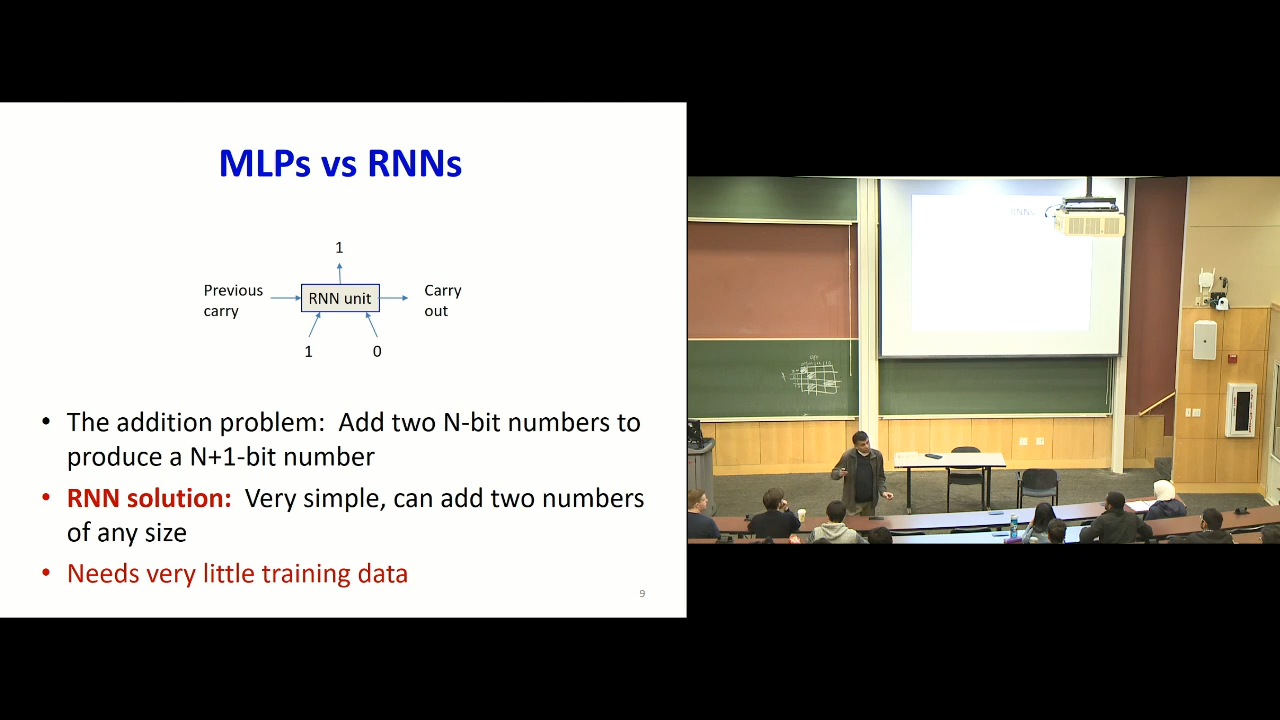 MLPs vs RNNs
1
Previous
carry
RNN unit
Carry
out
1
0
• The addition problem: Add two N-bit numbers to
produce a N+1-bit number
• RNN solution: Very simple, can add two numbers
of any size
• Needs very little training data
9
RNNs